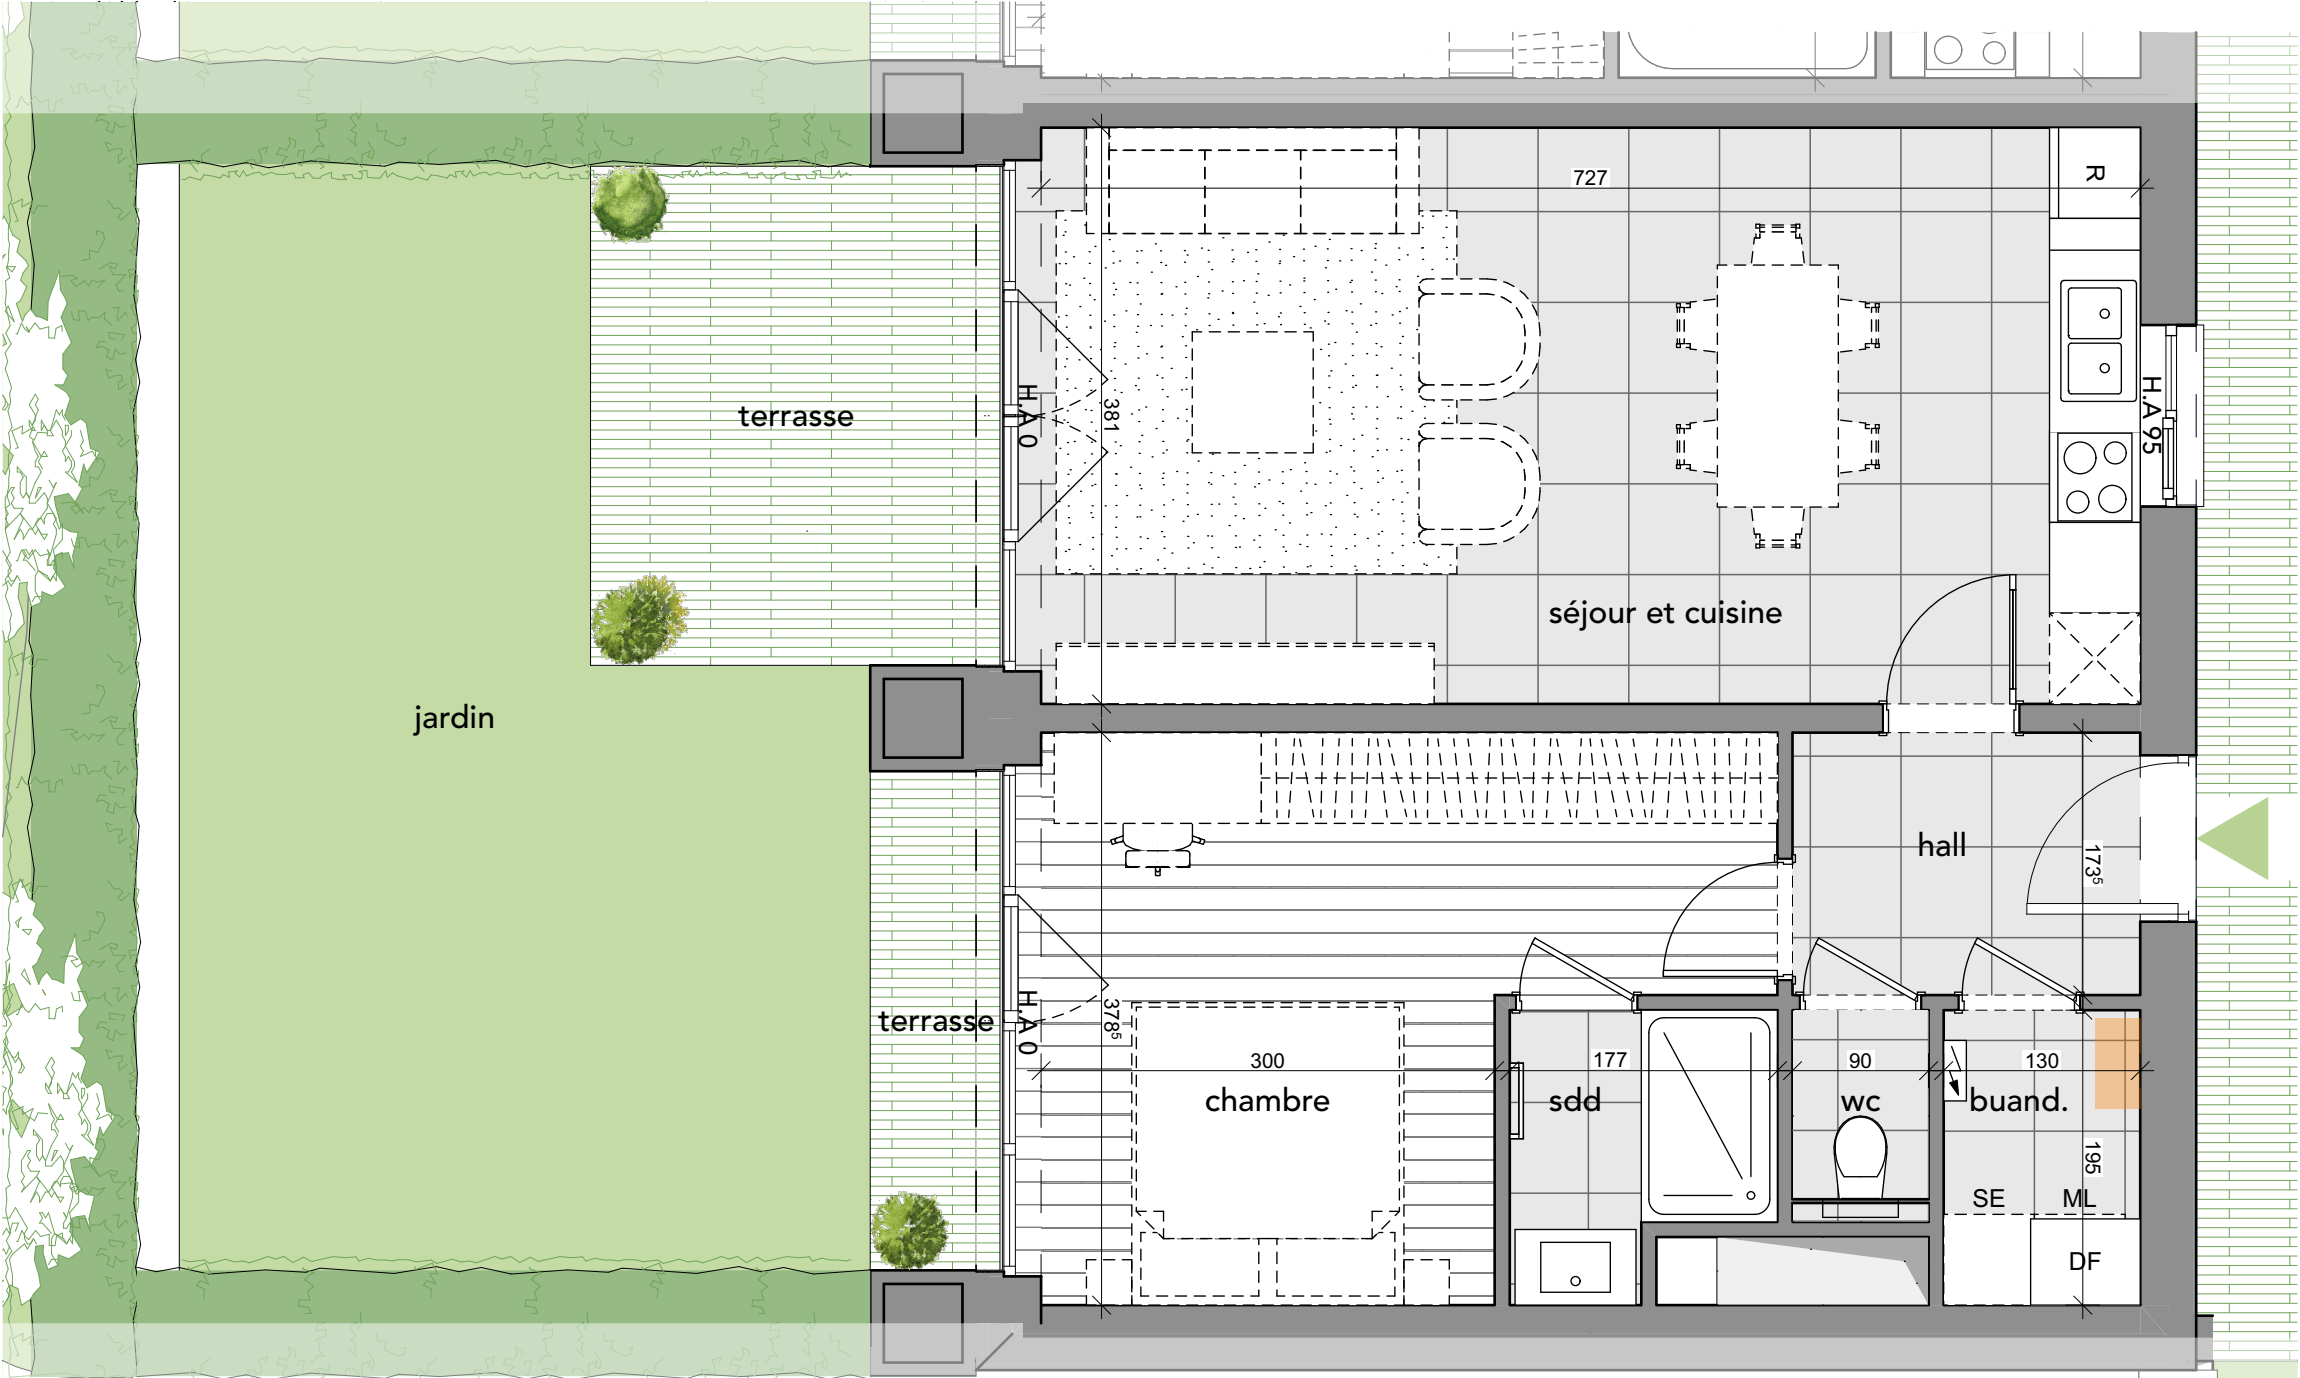 727
R
terrasse
H.A 0
381
H.A 95
séjour et cuisine
jardin
hall
173⁵
terrasse
H.A 0
378⁵
300
177
90
130
chambre
sdd
wc
buand.
195
SE
ML
DF